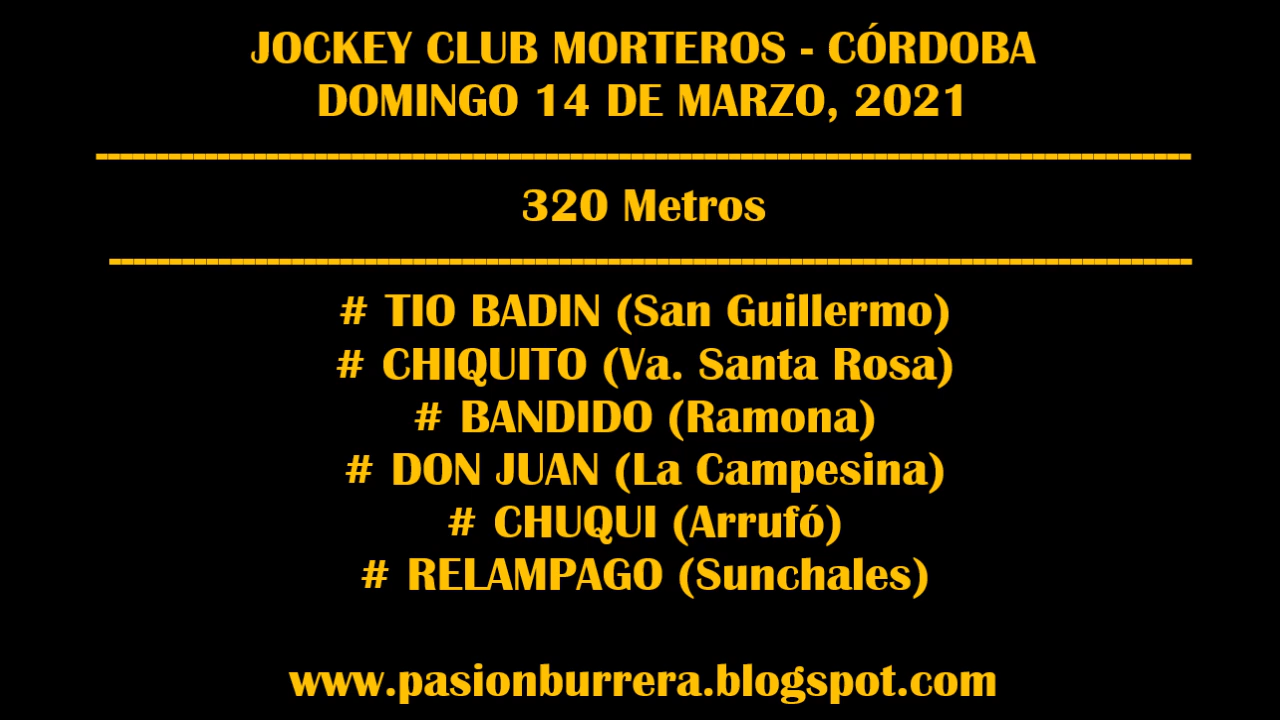 JOCKEY CLUB MORTEROS - CÓRDOBA
DOMINGO 14 DE MARZO, 2021
320 Metros
# TIO BADIN (San Guillermo)
# CHIQUITO (Va. Santa Rosa)
# BANDIDO (Ramona)
# DON JUAN (La Campesina)
# CHUQUI (Arrufó)
# RELAMPAGO (Sunchales)
www.pasionburrera.blogspot.com